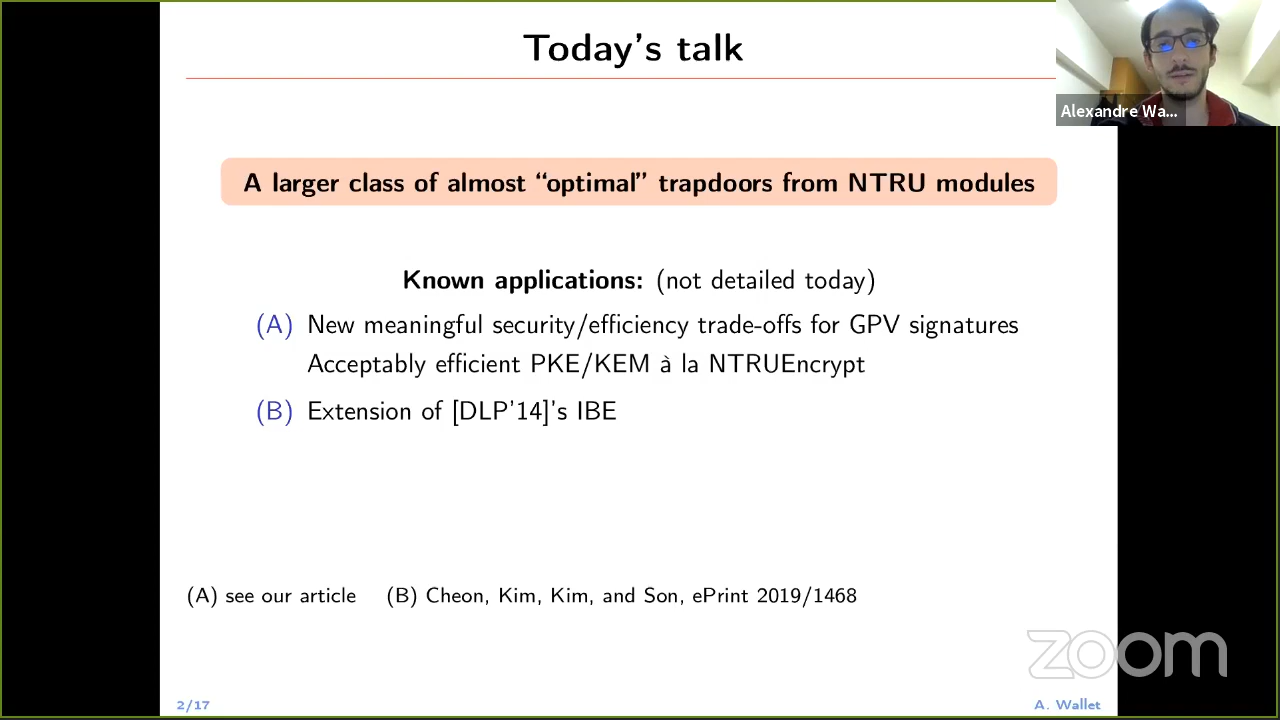 Today's talk
Alexandre Wa...
A larger class of almost “optimal” trapdoors from NTRU modules
Known applications: (not detailed today)
(A) New meaningful security/efficiency trade-offs for GPV signatures
Acceptably efficient PKE/KEM à la NTRUEncrypt
(B) Extension of [DLP'14]'s IBE
(A) see our article (B) Cheon, Kim, Kim, and Son, ePrint 2019/1468
zoom
2/17 A. Wallet